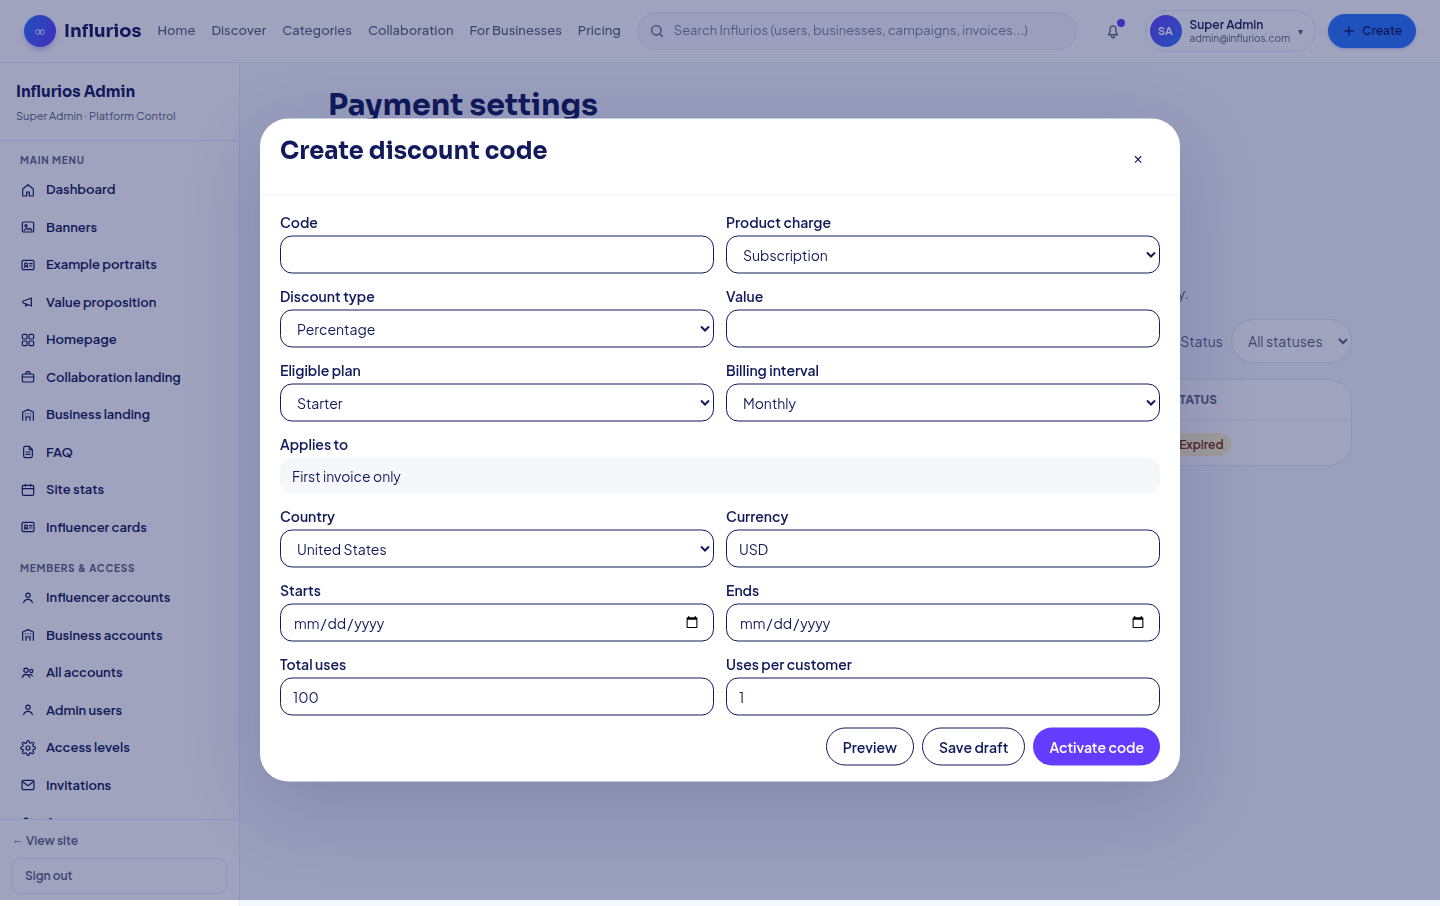 ∞ Influrios Home Discover Categories Collaboration For Businesses Pricing Search Influrios (users, businesses, campaigns, invoices...) SA Super Admin ▾ + Create
admin@influrios.com
Influrios Admin
Super Admin · Platform Control
MAIN MENU
Dashboard
Banners
Example portraits
Value proposition
Homepage
Collaboration landing
Business landing
FAQ
Site stats
Influencer cards
MEMBERS & ACCESS
Influencer accounts
Business accounts
All accounts
Admin users
Access levels
Invitations
← View site
Sign out
Payment settings
y.
Status All statuses
TATUS
Expired
Create discount code ×
Code Product charge
Subscription
Discount type Value
Percentage
Eligible plan Billing interval
Starter Monthly
Applies to
First invoice only
Country Currency
United States USD
Starts Ends
mm/dd/yyyy mm/dd/yyyy
Total uses Uses per customer
100 1
Preview Save draft Activate code